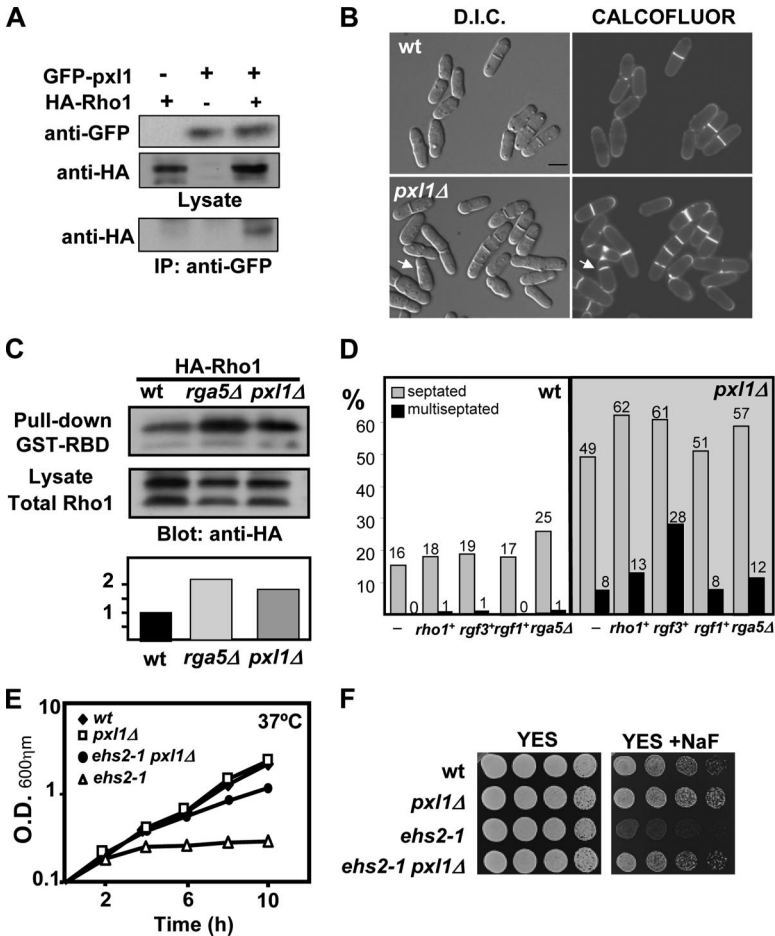 A
GFP-pxl1 - + +
HA-Rho1 + - +
anti-GFP
anti-HA
Lysate
anti-HA
IP: anti-GFP
B
D.I.C. CALCOFLUOR
wt
pxl1Δ
C
HA-Rho1
wt rga5Δ pxl1Δ
Pull-down
GST-RBD
Lysate
Total Rho1
Blot: anti-HA
2
1
wt rga5Δ pxl1Δ
D
%
septated
multiseptated
wt
pxl1Δ
60
50
40
30
20
10
16 0 18 1 19 1 17 0 25 1
49 8 62 13 61 28 51 8 57 12
– rho1+ rgf3+ rgf1+ rga5Δ
– rho1+ rgf3+ rgf1+ rga5Δ
E
wt
pxl1Δ
ehs2-1 pxl1Δ
ehs2-1
37ºC
O.D. 600ηm
10
1
0.1
2 6 10
Time (h)
F
YES YES +NaF
wt
pxl1Δ
ehs2-1
ehs2-1 pxl1Δ